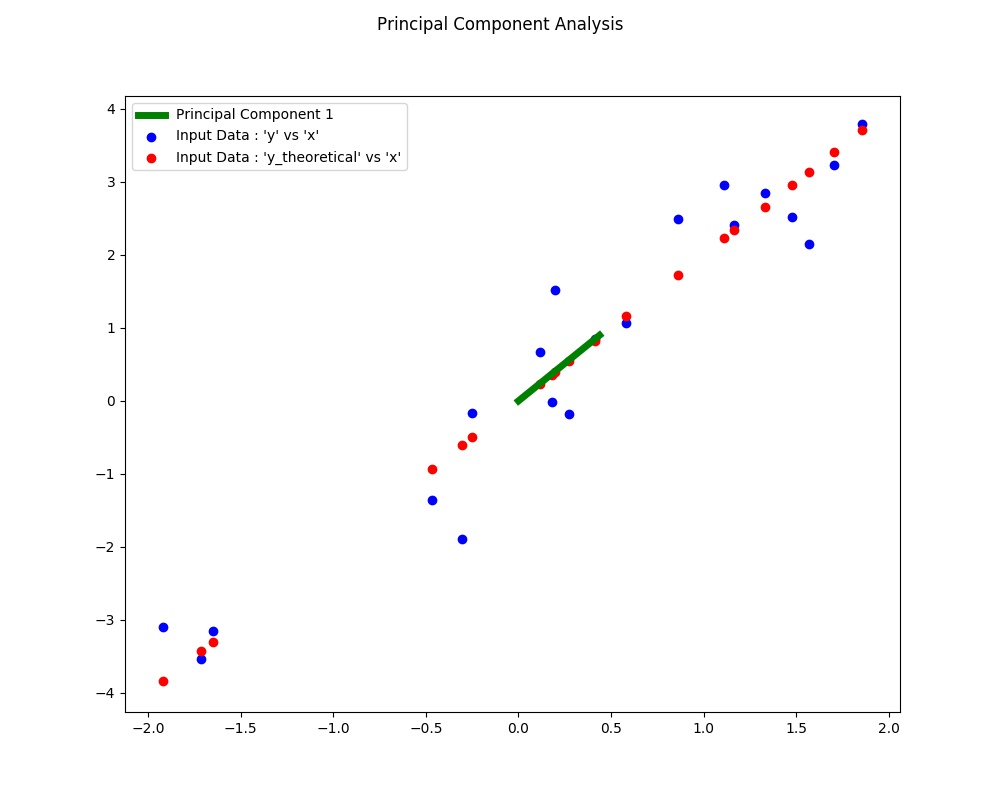 Principal Component Analysis
Principal Component 1
Input Data : 'y' vs 'x'
Input Data : 'y_theoretical' vs 'x'
4
3
2
1
0
−1
−2
−3
−4
−2.0 −1.5 −1.0 −0.5 0.0 0.5 1.0 1.5 2.0